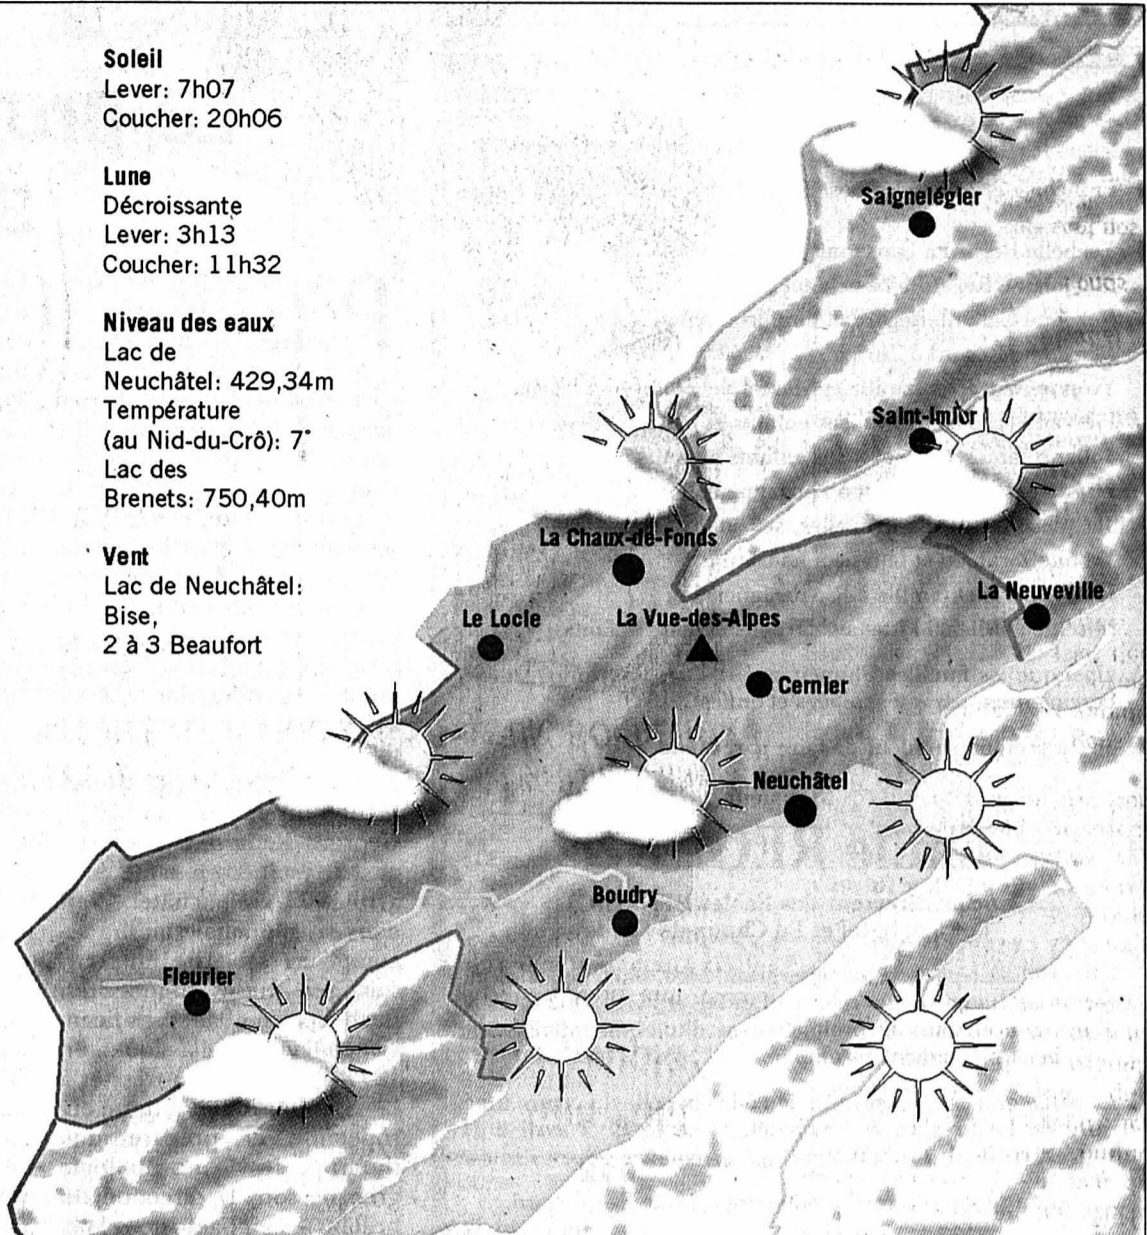 Soleil
Lever: 7h07
Coucher: 20h06
Lune
Décroissante
Lever: 3h13
Coucher: 11h32
Niveau des eaux
Lac de
Neuchâtel: 429,34m
Température
(au Nid-du-Crô): 7°
Lac des
Brenets: 750,40m
Vent
Lac de Neuchâtel:
Bise,
2 à 3 Beaufort
Saignelégier
Saint-Imier
La Chaux-de-Fonds
La Neuveville
Le Locle
La Vue-des-Alpes
Cernier
Neuchâtel
Boudry
Fleurier